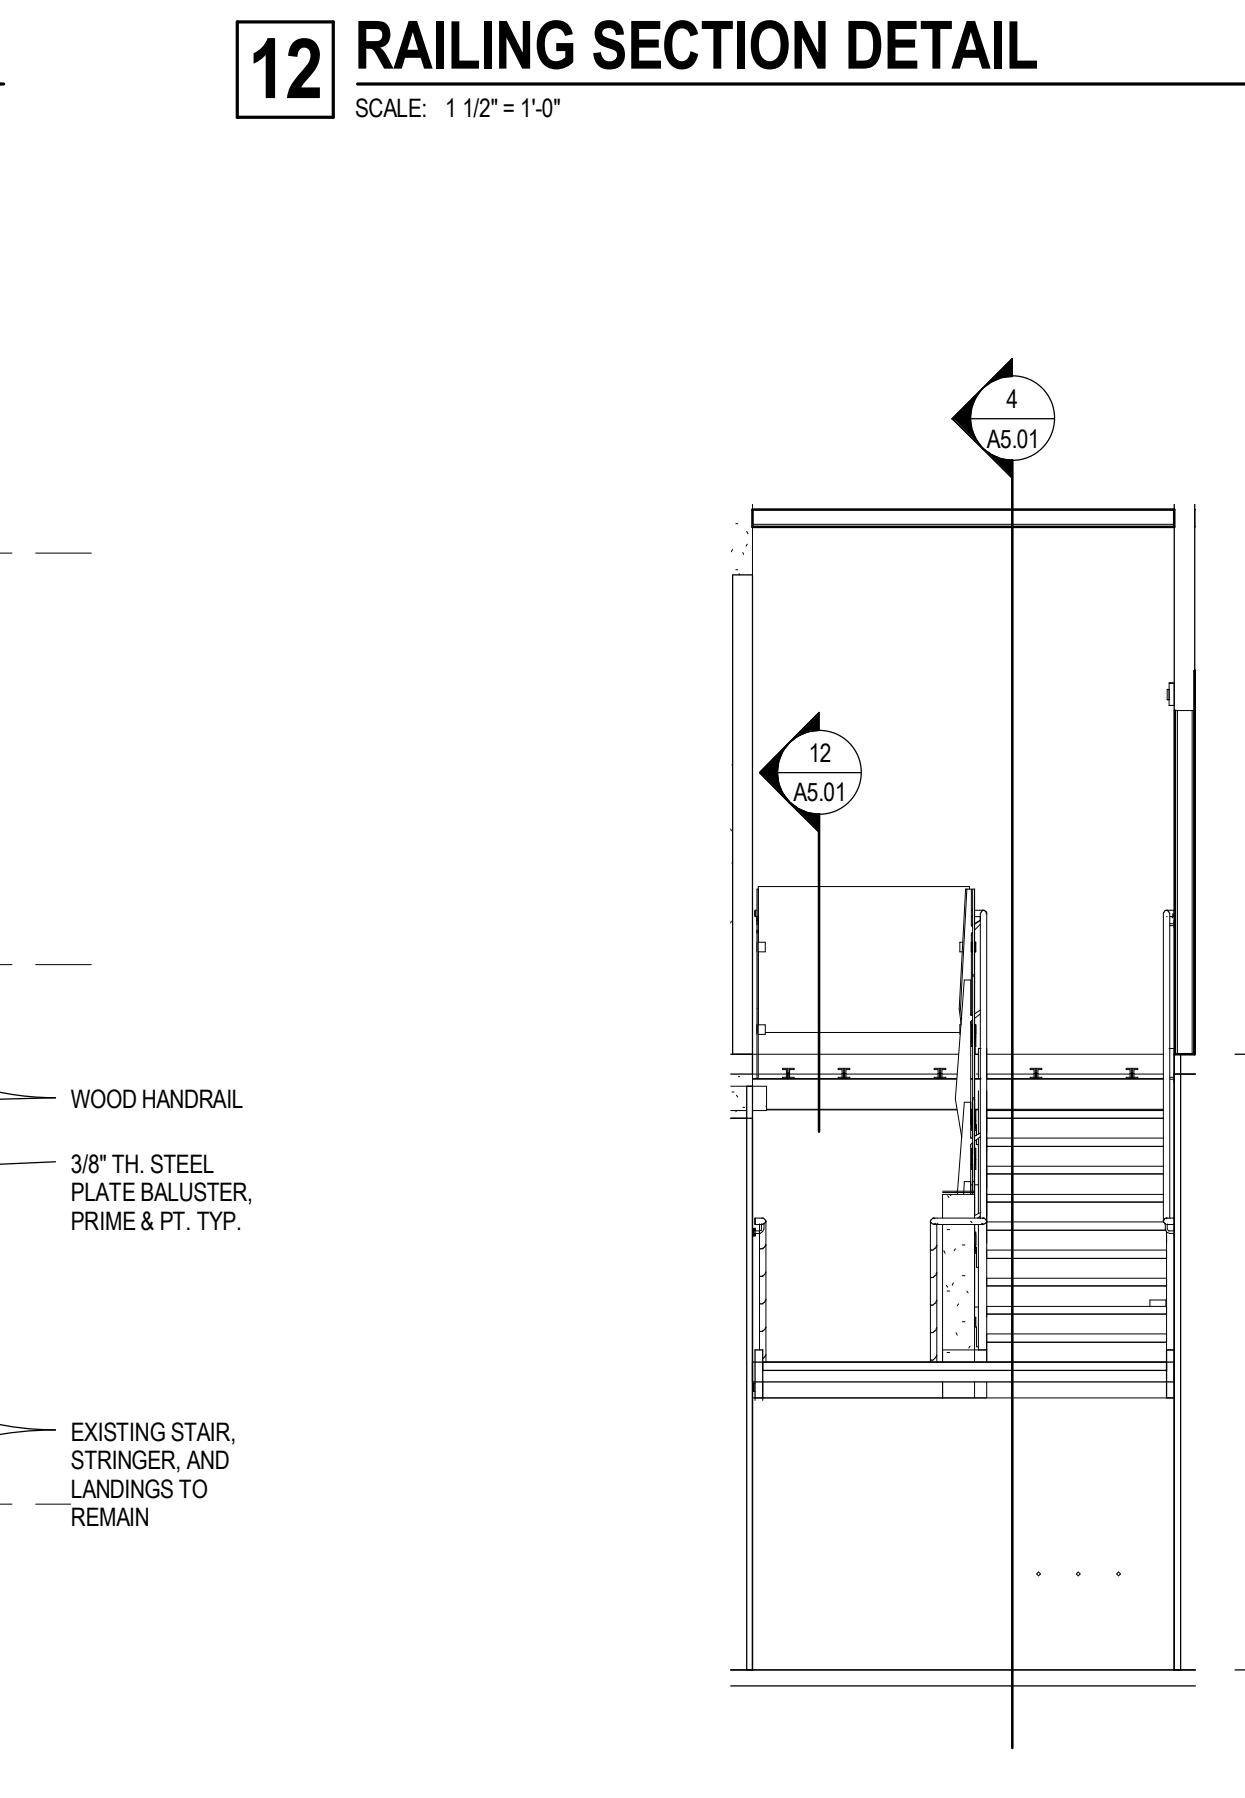 12
RAILING SECTION DETAIL
SCALE: 1 1/2" = 1'-0"
4
A5.01
12
A5.01
WOOD HANDRAIL
3/8" TH. STEEL
PLATE BALUSTER,
PRIME & PT. TYP.
EXISTING STAIR,
STRINGER, AND
LANDINGS TO
REMAIN